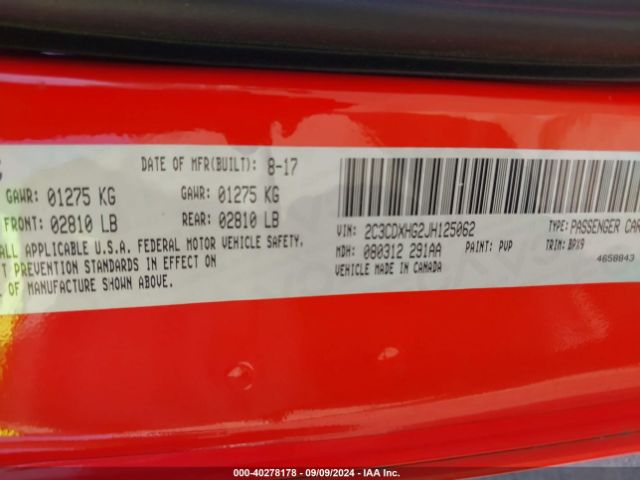 DATE OF MFR(BUILT): 8-17
GAWR: 01275 KG GAWR: 01275 KG
FRONT: 02810 LB REAR: 02810 LB
ALL APPLICABLE U.S.A. FEDERAL MOTOR VEHICLE SAFETY,
PREVENTION STANDARDS IN EFFECT ON
OF MANUFACTURE SHOWN ABOVE.
VIN: 2C3CDXHG2JH125062 TYPE: PASSENGER CAR
MDH: 080312 291AA PAINT: PVP TRIM: BPX9
VEHICLE MADE IN CANADA 4658843
000-40278178 - 09/09/2024 - IAA Inc.